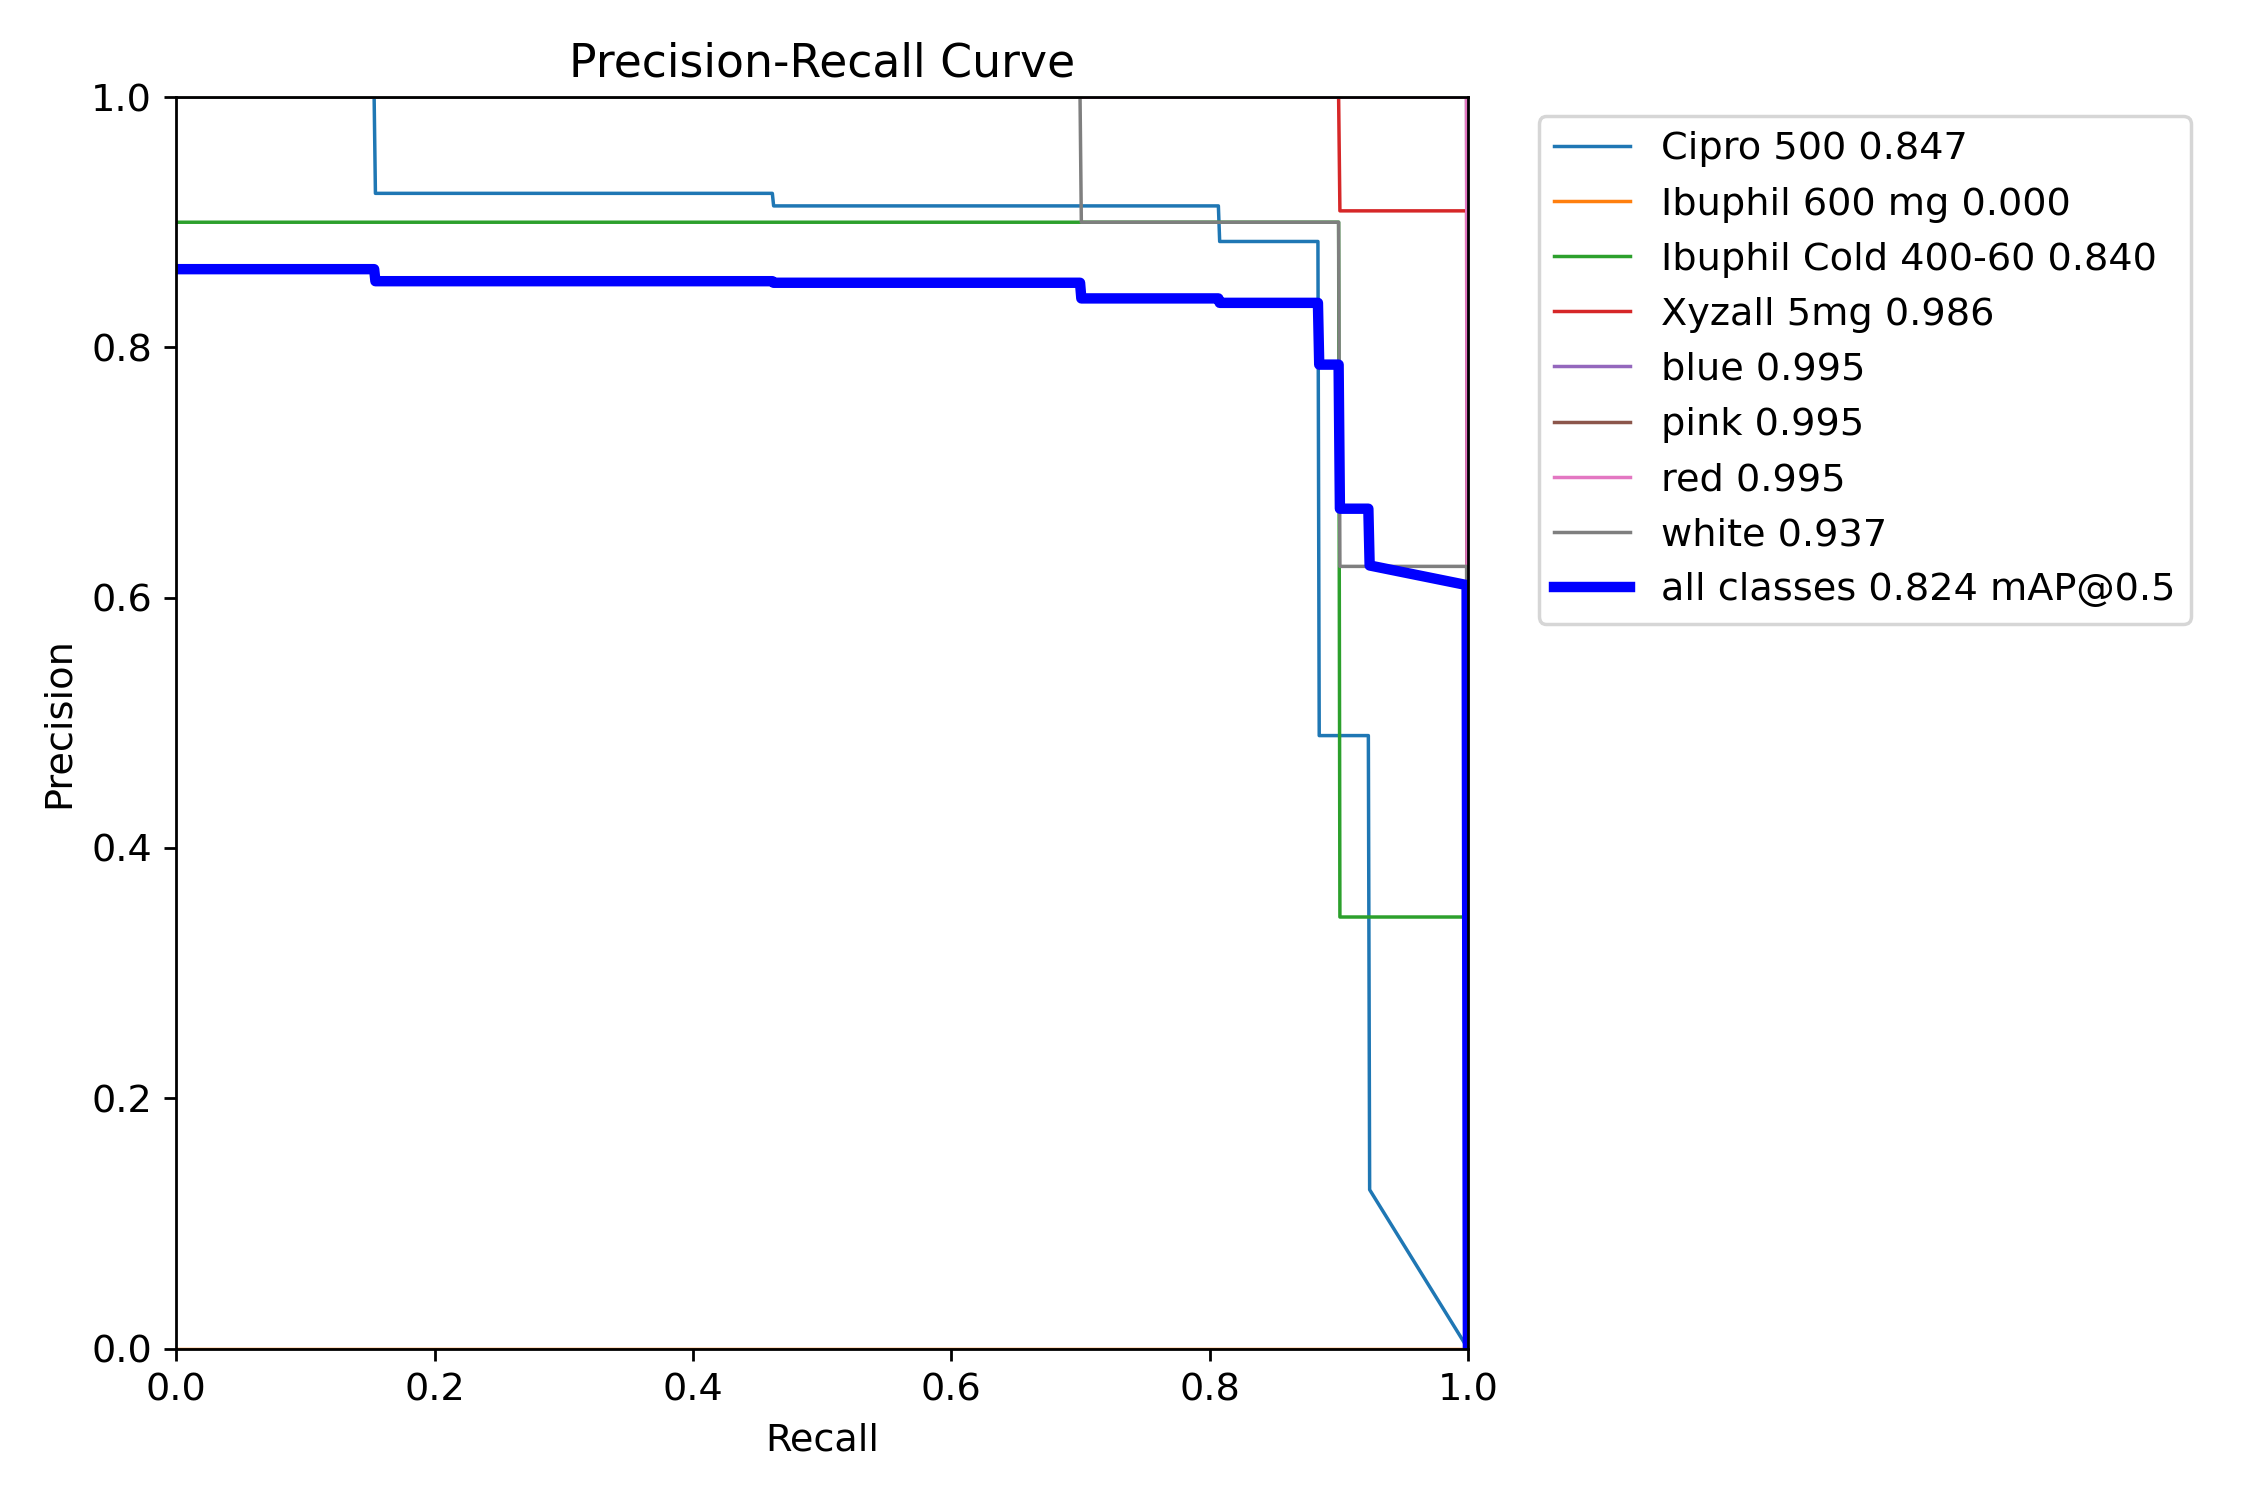 Precision-Recall Curve
1.0
0.8
0.6
0.4
0.2
0.0
Precision
0.0 0.2 0.4 0.6 0.8 1.0
Recall
Cipro 500 0.847
Ibuphil 600 mg 0.000
Ibuphil Cold 400-60 0.840
Xyzall 5mg 0.986
blue 0.995
pink 0.995
red 0.995
white 0.937
all classes 0.824 mAP@0.5